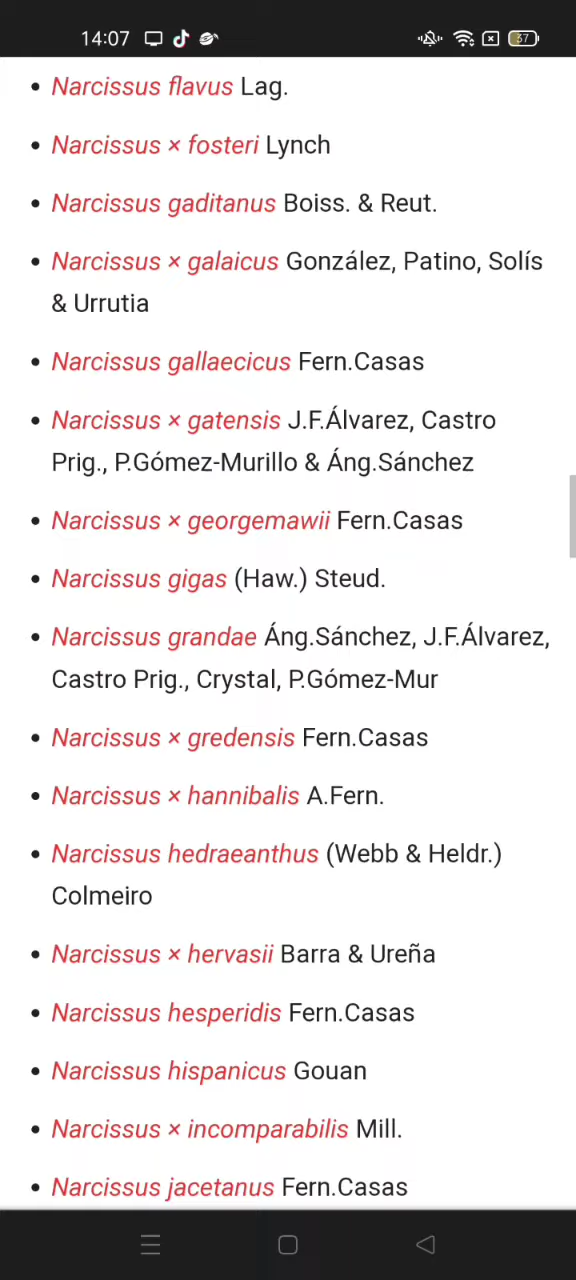 14:07
37
• Narcissus flavus Lag.
• Narcissus × fosteri Lynch
• Narcissus gaditanus Boiss. & Reut.
• Narcissus × galaicus González, Patino, Solís
& Urrutia
• Narcissus gallaecicus Fern.Casas
• Narcissus × gatensis J.F.Álvarez, Castro
Prig., P.Gómez-Murillo & Áng.Sánchez
• Narcissus × georgemawii Fern.Casas
• Narcissus gigas (Haw.) Steud.
• Narcissus grandae Áng.Sánchez, J.F.Álvarez,
Castro Prig., Crystal, P.Gómez-Mur
• Narcissus × gredensis Fern.Casas
• Narcissus × hannibalis A.Fern.
• Narcissus hedraeanthus (Webb & Heldr.)
Colmeiro
• Narcissus × hervasii Barra & Ureña
• Narcissus hesperidis Fern.Casas
• Narcissus hispanicus Gouan
• Narcissus × incomparabilis Mill.
• Narcissus jacetanus Fern.Casas